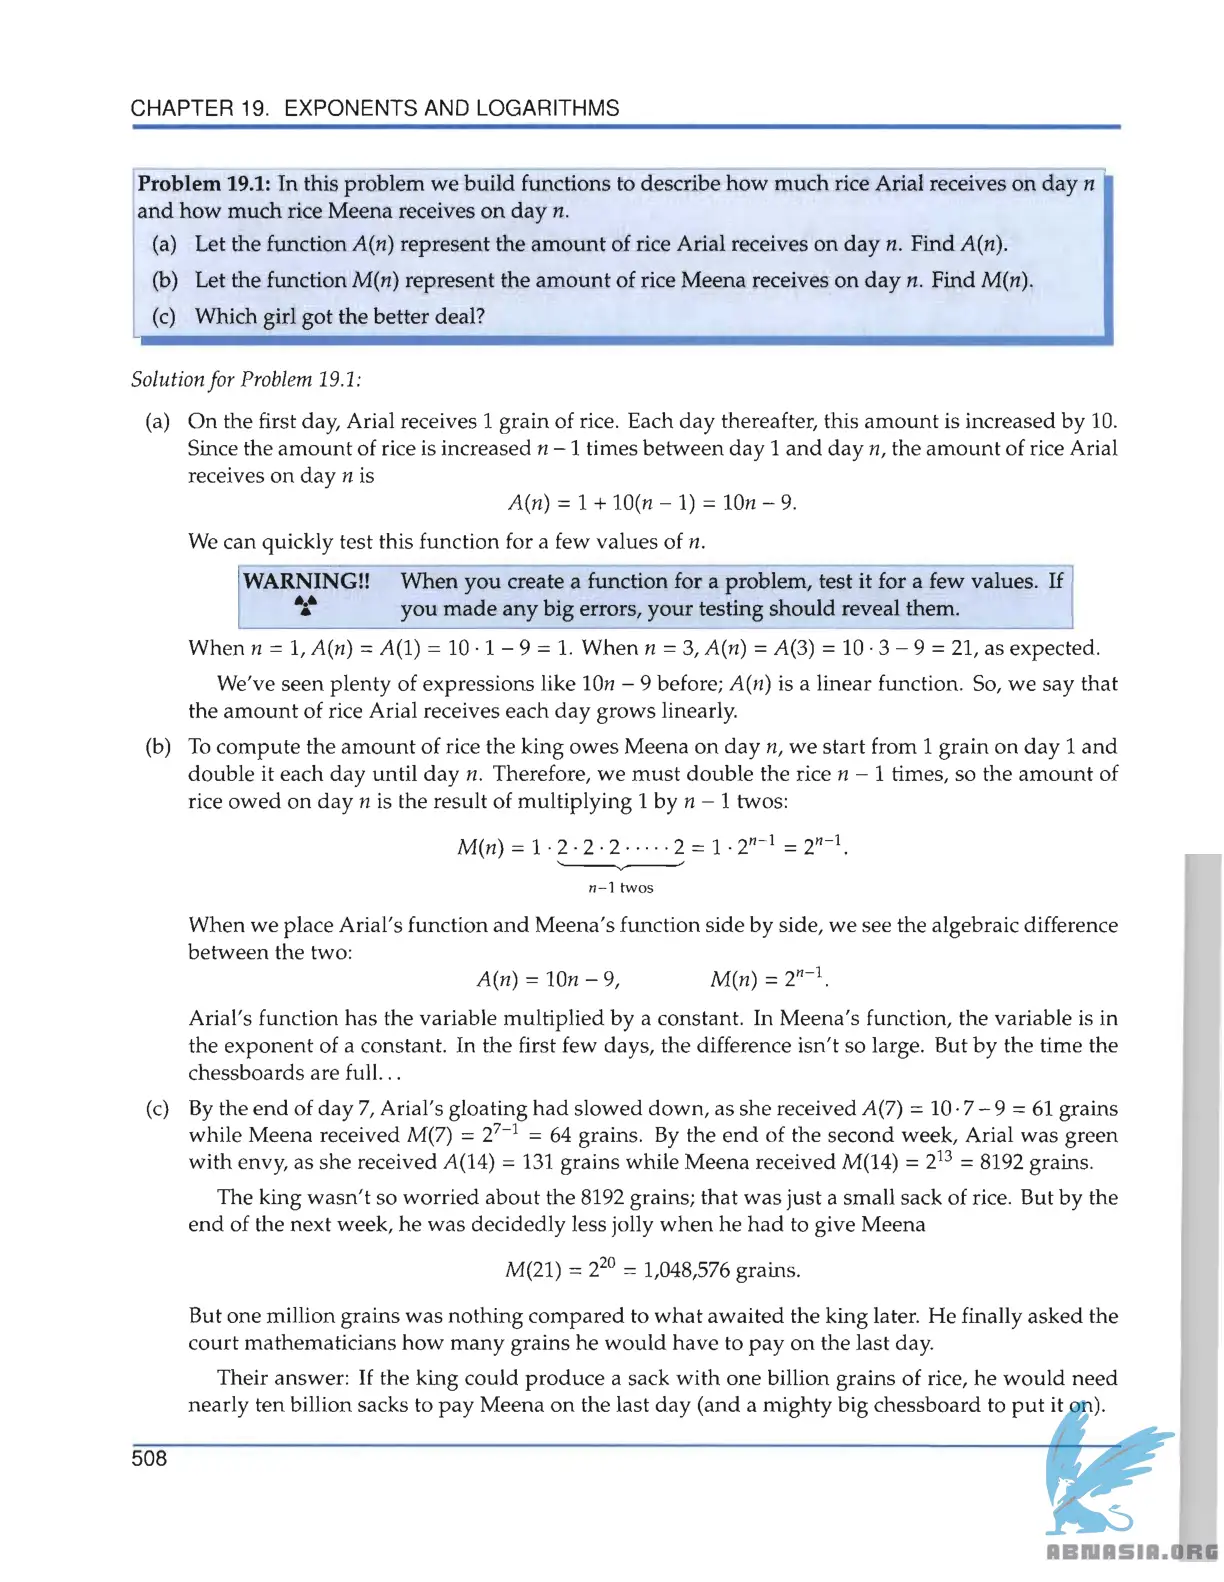 CHAPTER 19. EXPONENTS AND LOGARITHMS
Problem 19.1: In this problem we build functions to describe how much rice Arial receives on day n
and how much rice Meena receives on day n.
(a) Let the function A(n) represent the amount of rice Arial receives on day n. Find A(n).
(b) Let the function M(n) represent the amount of rice Meena receives on day n. Find M(n).
(c) Which girl got the better deal?
Solution for Problem 19.1:
(a) On the first day, Arial receives 1 grain of rice. Each day thereafter, this amount is increased by 10.
Since the amount of rice is increased n − 1 times between day 1 and day n, the amount of rice Arial
receives on day n is
A(n) = 1 + 10(n − 1) = 10n − 9.
We can quickly test this function for a few values of n.
WARNING!! When you create a function for a problem, test it for a few values. If
you made any big errors, your testing should reveal them.
When n = 1, A(n) = A(1) = 10 · 1 − 9 = 1. When n = 3, A(n) = A(3) = 10 · 3 − 9 = 21, as expected.
We've seen plenty of expressions like 10n − 9 before; A(n) is a linear function. So, we say that
the amount of rice Arial receives each day grows linearly.
(b) To compute the amount of rice the king owes Meena on day n, we start from 1 grain on day 1 and
double it each day until day n. Therefore, we must double the rice n − 1 times, so the amount of
rice owed on day n is the result of multiplying 1 by n − 1 twos:
M(n) = 1 · 2 · 2 · 2 · · · · · 2 = 1 · 2ⁿ⁻¹ = 2ⁿ⁻¹.
n−1 twos
When we place Arial's function and Meena's function side by side, we see the algebraic difference
between the two:
A(n) = 10n − 9, M(n) = 2ⁿ⁻¹.
Arial's function has the variable multiplied by a constant. In Meena's function, the variable is in
the exponent of a constant. In the first few days, the difference isn't so large. But by the time the
chessboards are full...
(c) By the end of day 7, Arial's gloating had slowed down, as she received A(7) = 10 · 7 − 9 = 61 grains
while Meena received M(7) = 2⁷⁻¹ = 64 grains. By the end of the second week, Arial was green
with envy, as she received A(14) = 131 grains while Meena received M(14) = 2¹³ = 8192 grains.
The king wasn't so worried about the 8192 grains; that was just a small sack of rice. But by the
end of the next week, he was decidedly less jolly when he had to give Meena
M(21) = 2²⁰ = 1,048,576 grains.
But one million grains was nothing compared to what awaited the king later. He finally asked the
court mathematicians how many grains he would have to pay on the last day.
Their answer: If the king could produce a sack with one billion grains of rice, he would need
nearly ten billion sacks to pay Meena on the last day (and a mighty big chessboard to put it on).
508
ABNASIA.ORG